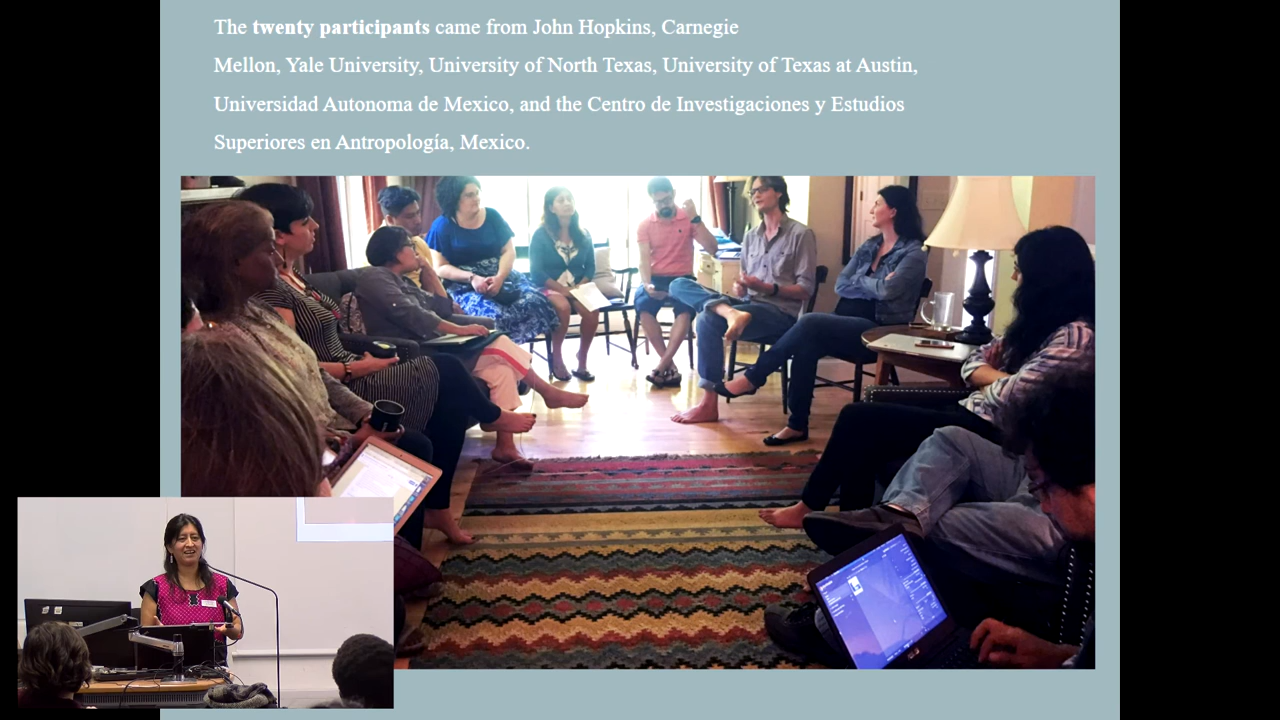 The twenty participants came from John Hopkins, Carnegie
Mellon, Yale University, University of North Texas, University of Texas at Austin,
Universidad Autonoma de Mexico, and the Centro de Investigaciones y Estudios
Superiores en Antropología, Mexico.